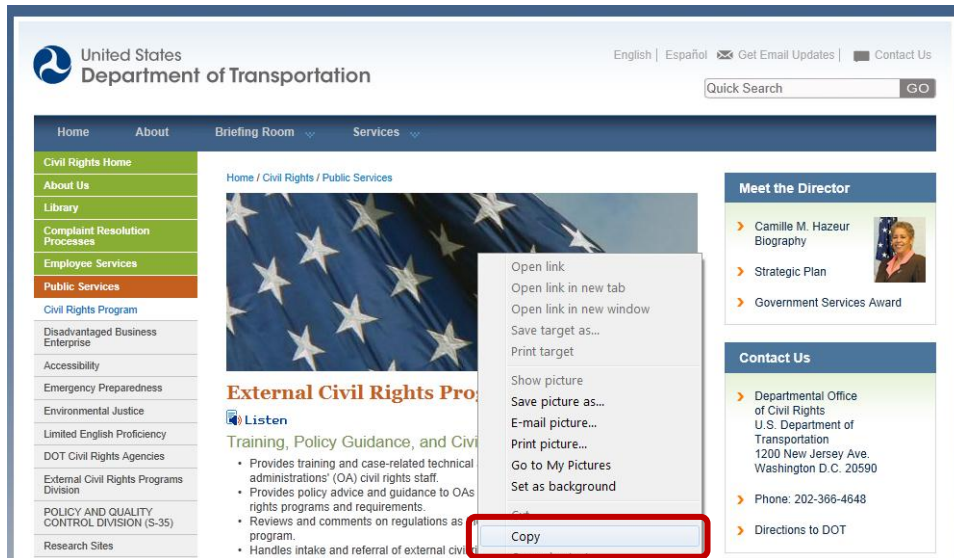 United States
Department of Transportation
English | Español Get Email Updates | Contact Us
Quick Search GO
Home About Briefing Room Services
Civil Rights Home
About Us
Library
Complaint Resolution
Processes
Employee Services
Public Services
Civil Rights Program
Disadvantaged Business
Enterprise
Accessibility
Emergency Preparedness
Environmental Justice
Limited English Proficiency
DOT Civil Rights Agencies
External Civil Rights Programs
Division
POLICY AND QUALITY
CONTROL DIVISION (S-35)
Research Sites
Home / Civil Rights / Public Services
External Civil Rights
Listen
Training, Policy Guidance, and
• Provides training and case-related technical
administrations' (OA) civil rights staff.
• Provides policy advice and guidance to OAs
rights programs and requirements.
• Reviews and comments on regulations as
program.
• Handles intake and referral of external
Open link
Open link in new tab
Open link in new window
Save target as...
Print target
Show picture
Save picture as...
E-mail picture...
Print picture...
Go to My Pictures
Set as background
Cut
Copy
Meet the Director
Camille M. Hazeur
Biography
Strategic Plan
Government Services Award
Contact Us
Departmental Office
of Civil Rights
U.S. Department of
Transportation
1200 New Jersey Ave.
Washington D.C. 20590
Phone: 202-366-4648
Directions to DOT